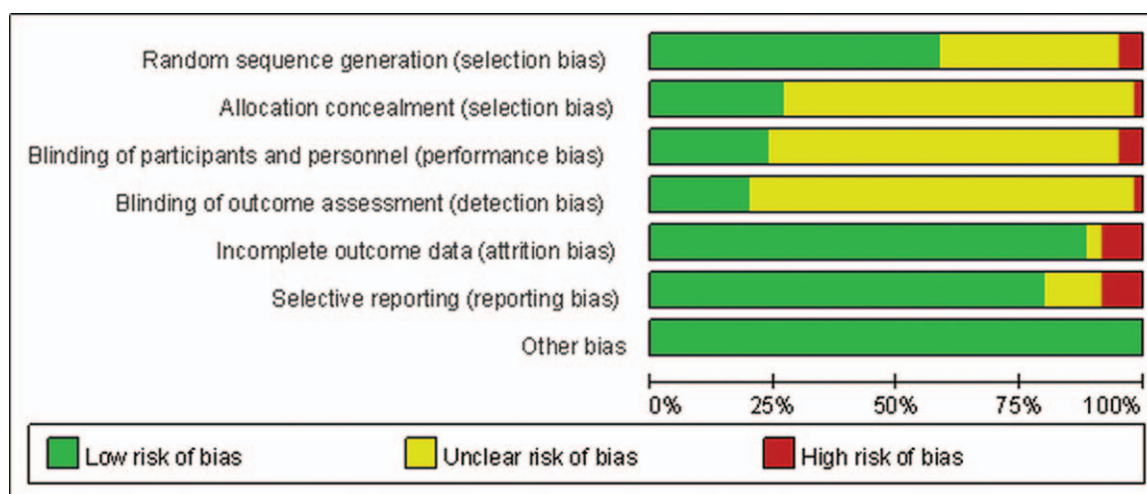 Random sequence generation (selection bias)
Allocation concealment (selection bias)
Blinding of participants and personnel (performance bias)
Blinding of outcome assessment (detection bias)
Incomplete outcome data (attrition bias)
Selective reporting (reporting bias)
Other bias
0% 25% 50% 75% 100%
Low risk of bias Unclear risk of bias High risk of bias